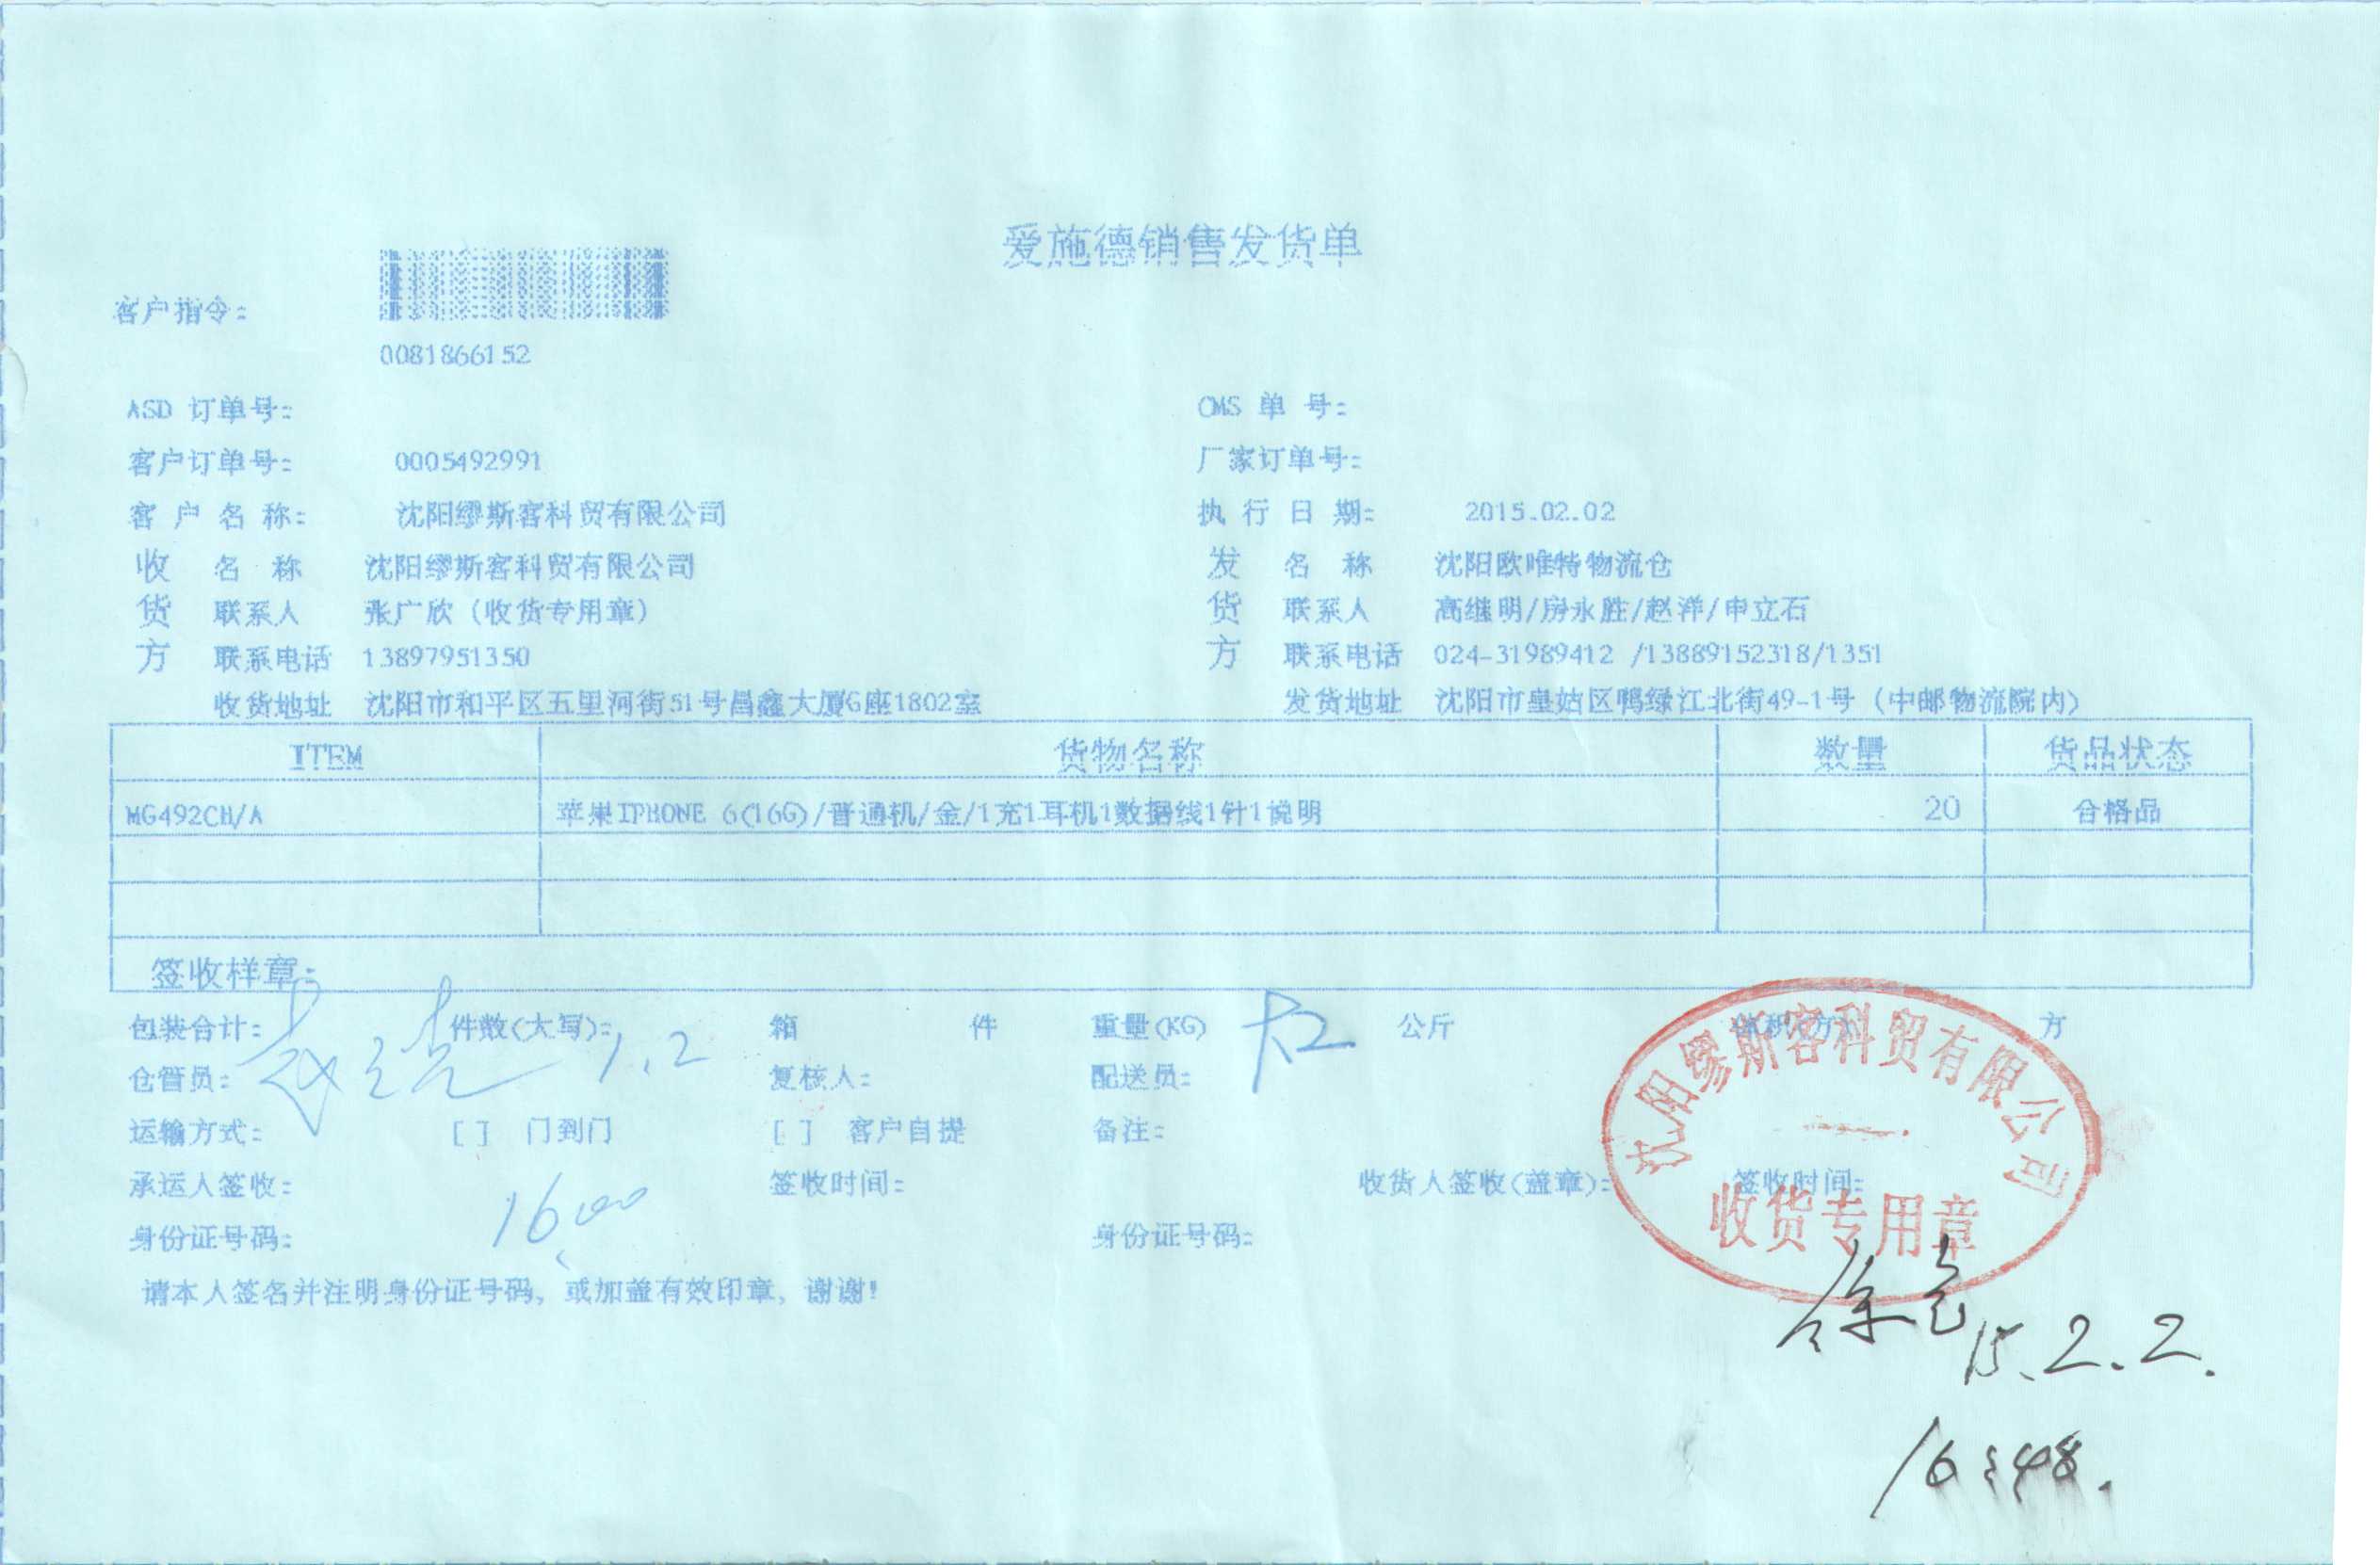 爱施德销售发货单
客户指令：
0081866152
ASD 订单号： CMS 单 号：
客户订单号： 0005492991 厂家订单号：
客 户 名 称： 沈阳缪斯客科贸有限公司 执 行 日 期： 2015.02.02
收 名 称 沈阳缪斯客科贸有限公司 发 名 称 沈阳欧唯特物流仓
货 联系人 张广欣（收货专用章） 货 联系人 高继明/房永胜/赵洋/申立石
方 联系电话 13897951350 方 联系电话 024-31989412 /13889152318/1351
收货地址 沈阳市和平区五里河街51号昌鑫大厦G座1802室 发货地址 沈阳市皇姑区鸭绿江北街49-1号（中邮物流院内）
ITEM 货物名称 数量 货品状态
MG492CH/A 苹果IPHONE 6(16G)/普通机/金/1充1耳机1数据线1针1说明 20 合格品
签收样章：
包装合计： 件数(大写)： 箱 件 重量(KG) 公斤 体积(方) 方
仓管员： 1.2 复核人： 配送员：
运输方式： [ ] 门到门 [ ] 客户自提 备注：
承运人签收： 签收时间： 收货人签收(盖章)： 签收时间：
16:00
身份证号码： 身份证号码：
请本人签名并注明身份证号码，或加盖有效印章，谢谢！
沈阳缪斯客科贸有限公司
收货专用章
15.2.2.
16:48.